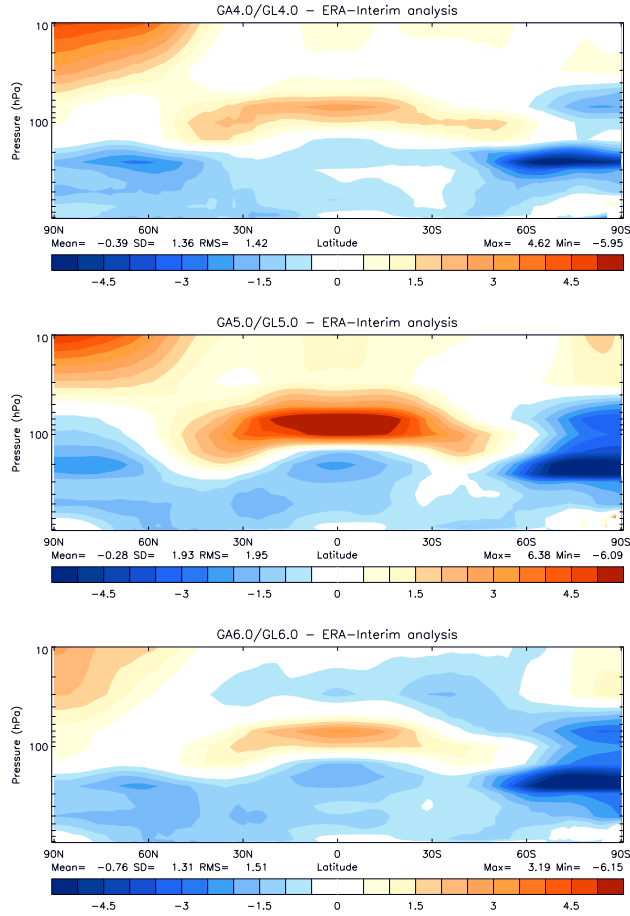 GA4.0/GL4.0 - ERA-Interim analysis
10
100
Pressure (hPa)
90N 60N 30N 0 30S 60S 90S
Mean= -0.39 SD= 1.36 RMS= 1.42 Latitude Max= 4.62 Min= -5.95
-4.5 -3 -1.5 0 1.5 3 4.5
GA5.0/GL5.0 - ERA-Interim analysis
10
100
Pressure (hPa)
90N 60N 30N 0 30S 60S 90S
Mean= -0.28 SD= 1.93 RMS= 1.95 Latitude Max= 6.38 Min= -6.09
-4.5 -3 -1.5 0 1.5 3 4.5
GA6.0/GL6.0 - ERA-Interim analysis
10
100
Pressure (hPa)
90N 60N 30N 0 30S 60S 90S
Mean= -0.76 SD= 1.31 RMS= 1.51 Latitude Max= 3.19 Min= -6.15
-4.5 -3 -1.5 0 1.5 3 4.5